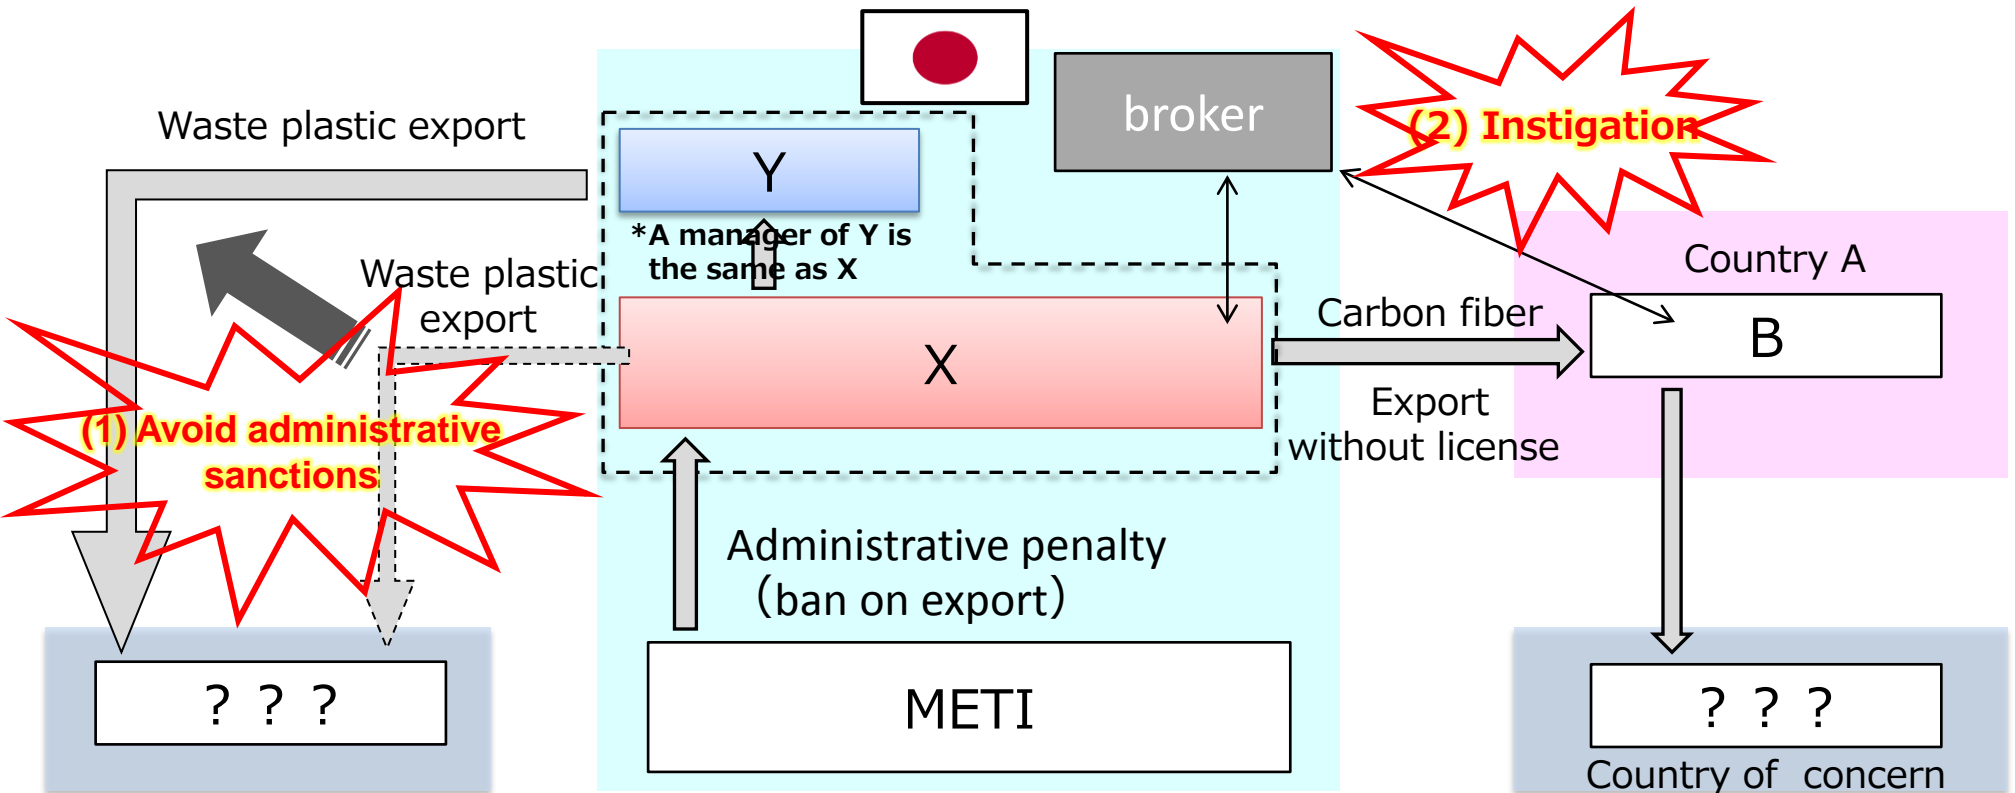 Waste plastic export
Y
*A manager of Y is
the same as X
broker
(2) Instigation
Waste plastic
export
X
Carbon fiber
Export
without license
Country A
B
(1) Avoid administrative
sanctions
Administrative penalty
（ban on export）
METI
？？？
？？？
Country of  concern